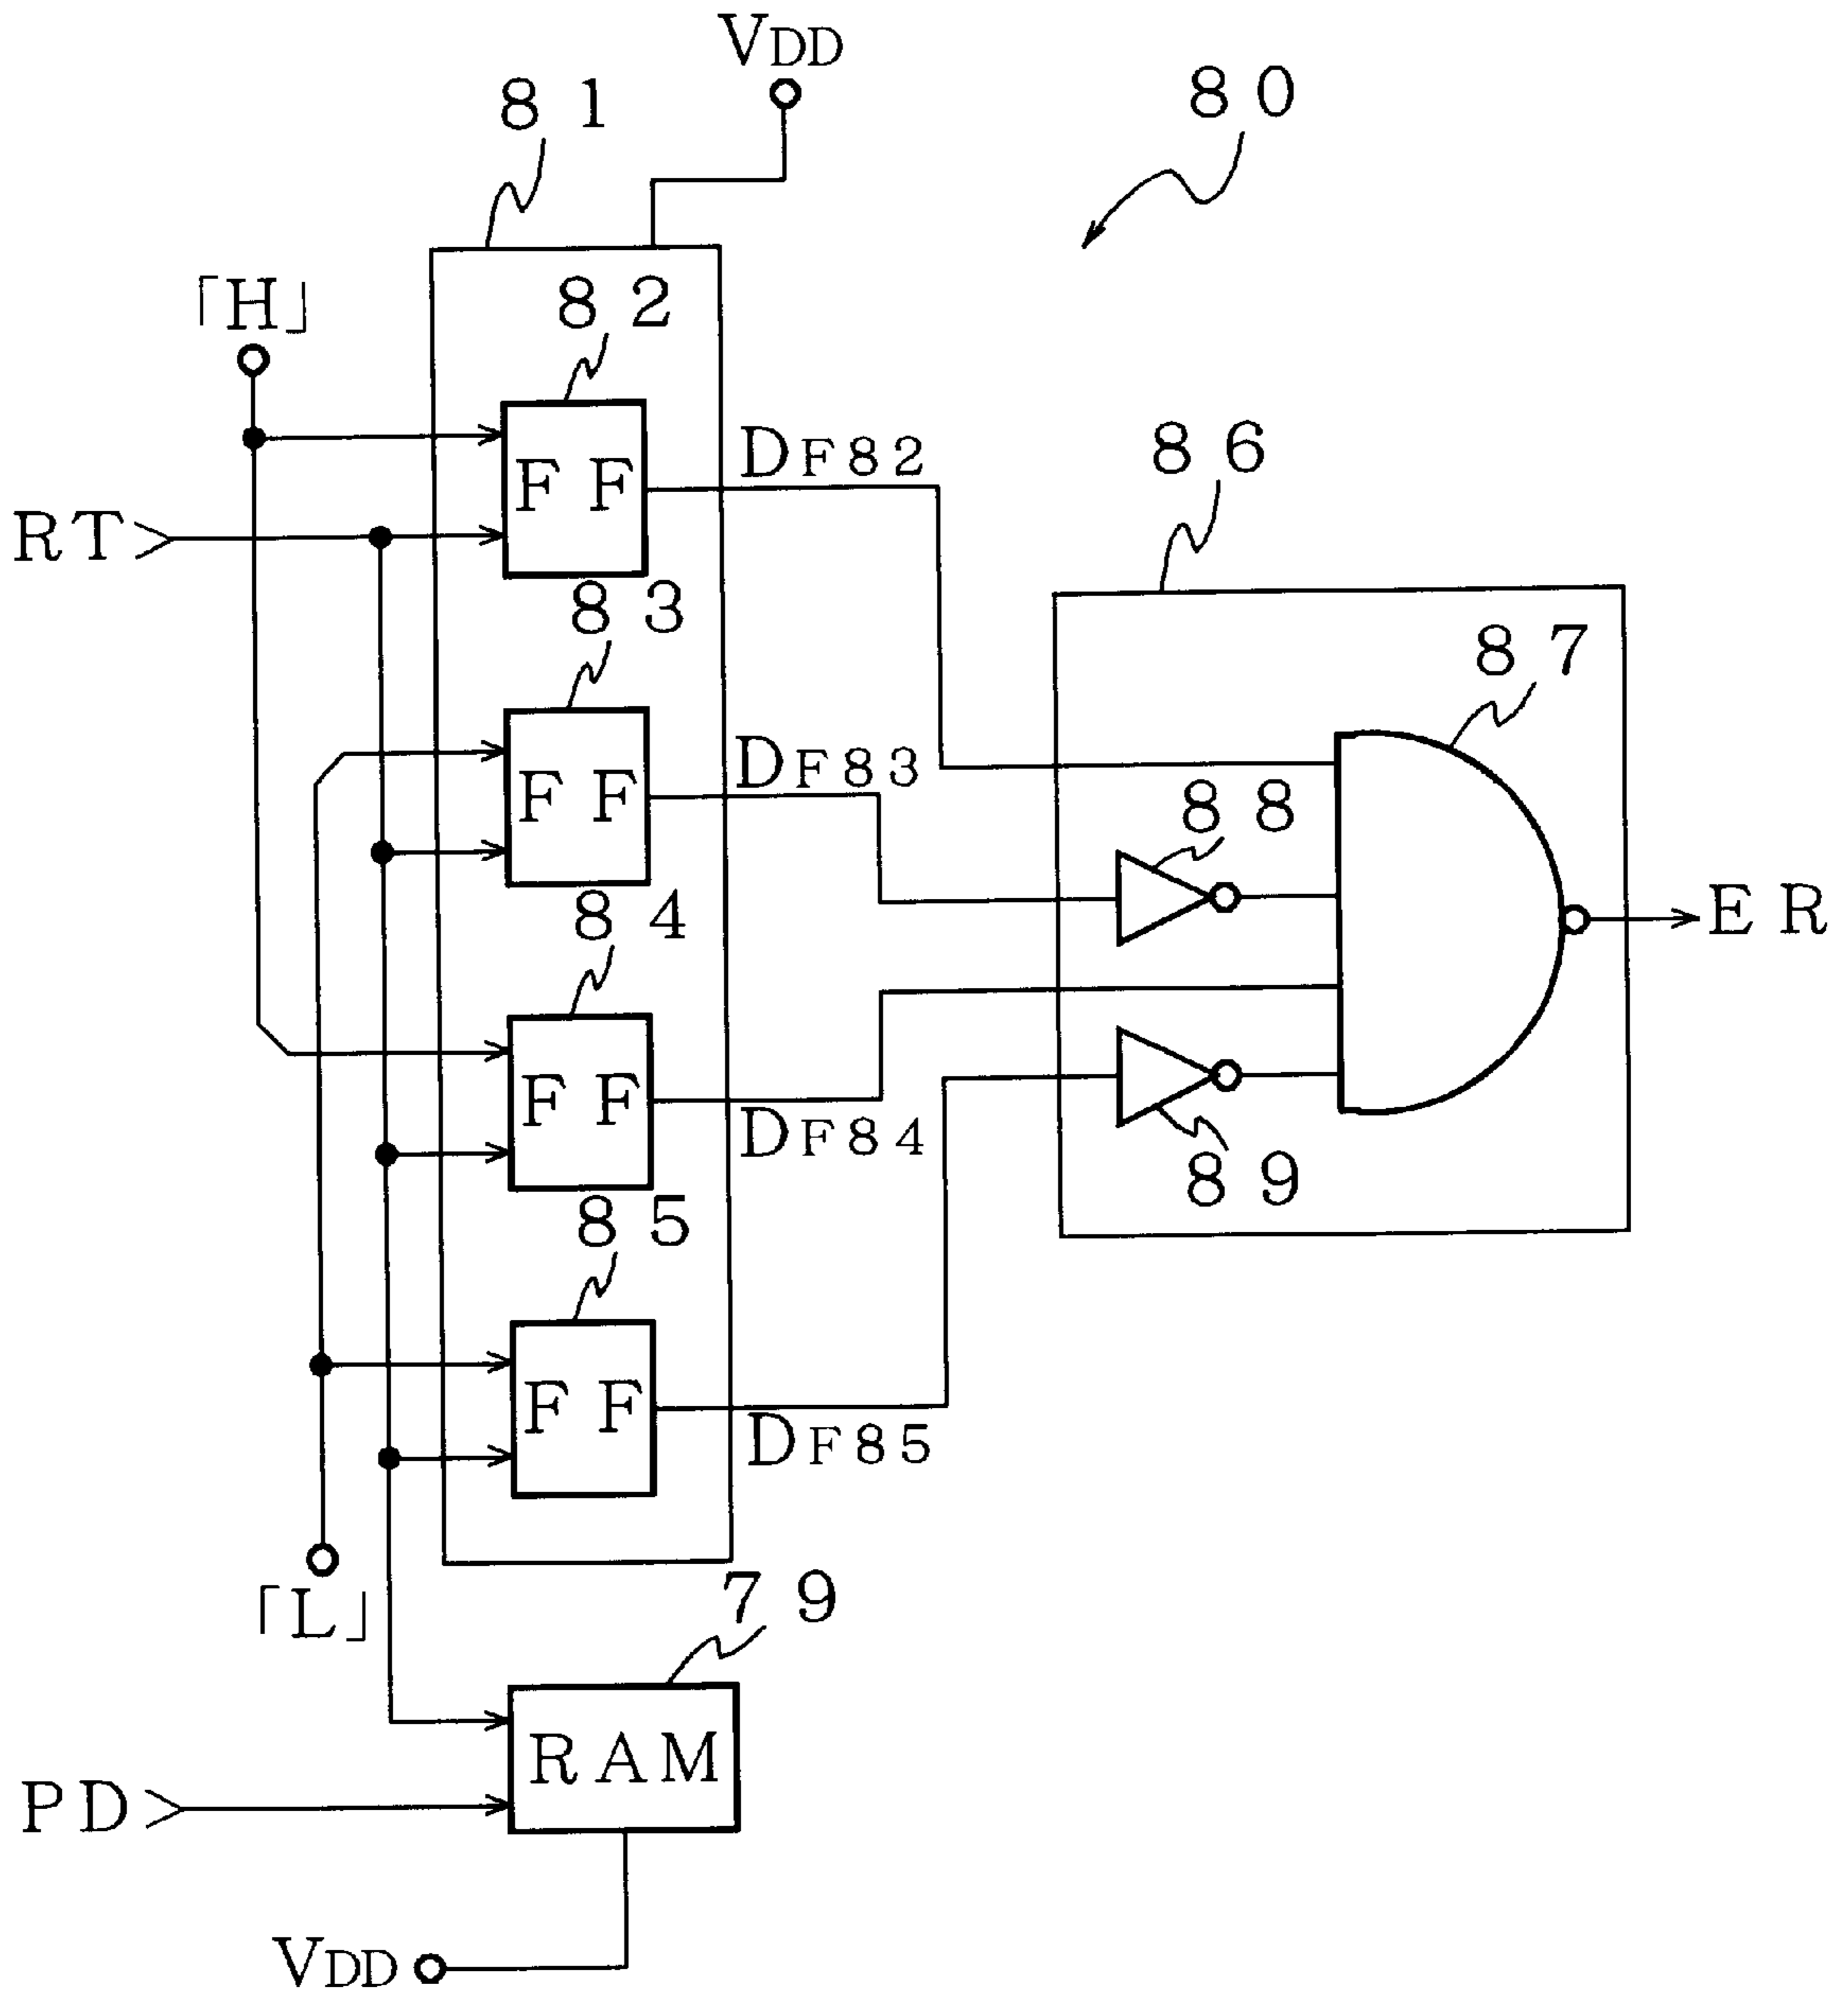 VDD
81
80
「H」
82
FF
DF82
RT
86
83
87
FF
DF83
88
84
ER
FF
DF84
89
85
FF
DF85
「L」
79
RAM
PD
VDD